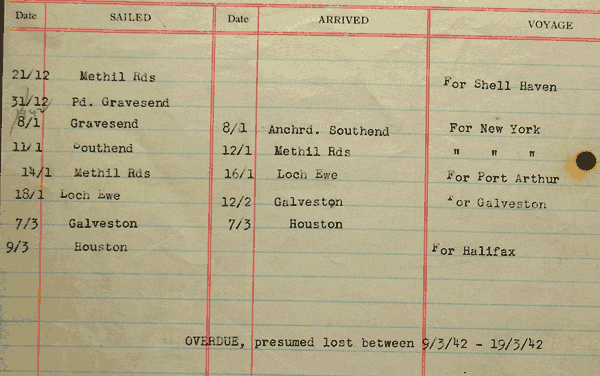 Date SAILED Date ARRIVED VOYAGE
21/12 Methil Rds For Shell Haven
31/12 Pd. Gravesend
8/1 Gravesend 8/1 Anchrd. Southend For New York
11/1 Southend 12/1 Methil Rds " " "
14/1 Methil Rds 16/1 Loch Ewe For Port Arthur
18/1 Loch Ewe 12/2 Galveston For Galveston
7/3 Galveston 7/3 Houston
9/3 Houston For Halifax
OVERDUE, presumed lost between 9/3/42 - 19/3/42